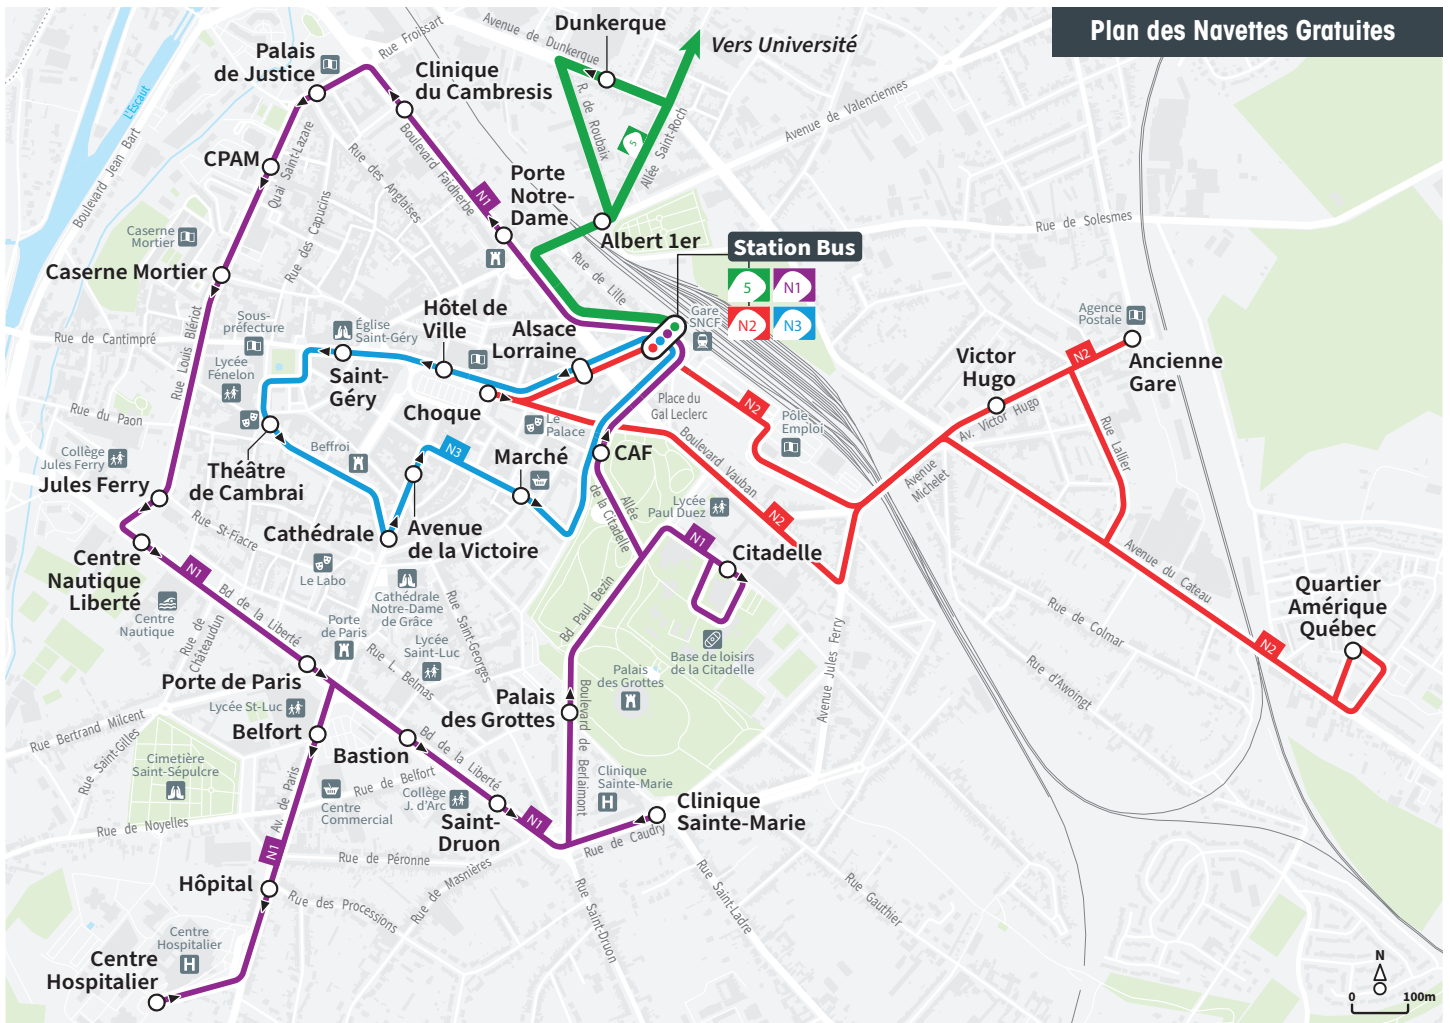 Plan des Navettes Gratuites
Dunkerque
Vers Université
Palais
de Justice
Rue Froissart
Avenue de Dunkerque
Clinique
du Cambresis
R. de Roubaix
5
Allée Saint-Roch
Avenue de Valenciennes
L'Escaut
Boulevard Jean Bart
CPAM
Quai Saint-Lazare
Rue des Anglaises
Boulevard Faidherbe
N1
Porte
Notre-
Dame
Albert 1er
Rue de Solesmes
Rue des Capucins
Caserne
Mortier
Caserne Mortier
Rue de Lille
Station Bus
5
N1
N2
N3
Gare
SNCF
Hôtel de
Ville
Alsace
Lorraine
Sous-
préfecture
Église
Saint-Géry
Rue de Cantimpré
Rue Louis Blériot
Lycée
Fénelon
Saint-
Géry
Choque
Agence
Postale
N2
Ancienne
Gare
Victor
Hugo
Av. Victor Hugo
Rue Lallier
Place du
Gal Leclerc
N2
Pôle
Emploi
Rue du Paon
Le
Palace
Boulevard Vauban
CAF
Beffroi
N3
Marché
Collège
Jules Ferry
Jules Ferry
Théâtre
de Cambrai
Avenue
Michelet
Lycée
Paul Duez
N2
Allée
de la Citadelle
Rue St-Fiacre
Cathédrale
Avenue
de la Victoire
N1
Citadelle
Centre
Nautique
Liberté
N1
Le Labo
Cathédrale
Notre-Dame
de Grâce
Rue Saint-Georges
Bd Paul Bezin
Avenue du Cateau
Quartier
Amérique
Québec
N2
Centre
Nautique
Rue de
Châteaudun
Bd de la Liberté
Porte
de Paris
Rue L. Belmas
Lycée
Saint-Luc
Base de loisirs
de la Citadelle
Palais
des Grottes
Rue de Colmar
Rue d'Awoingt
Avenue Jules Ferry
Porte de Paris
Lycée St-Luc
Belfort
Palais
des Grottes
Boulevard de Berlaimont
Rue Bertrand Milcent
Rue Saint-Gilles
Cimetière
Saint-Sépulcre
Bastion
Bd de la Liberté
Rue de Belfort
Collège
J. d'Arc
Clinique
Sainte-Marie
Clinique
Sainte-Marie
Av. de Paris
Centre
Commercial
Saint-
Druon
N1
Rue de Caudry
Rue de Noyelles
N1
Rue de Péronne
Rue de Masnières
Hôpital
Rue des Processions
Rue Saint-Druon
Rue Saint-Ladre
Rue Gauthier
Centre
Hospitalier
Centre
Hospitalier
N
0
100m